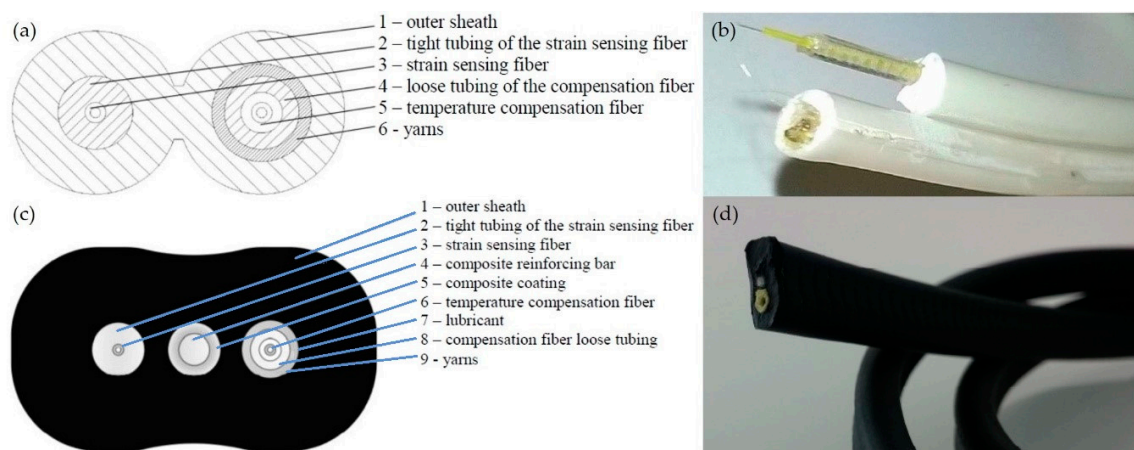 (a)
1 – outer sheath
2 – tight tubing of the strain sensing fiber
3 – strain sensing fiber
4 – loose tubing of the compensation fiber
5 – temperature compensation fiber
6 - yarns
(b)
(c)
1 – outer sheath
2 – tight tubing of the strain sensing fiber
3 – strain sensing fiber
4 – composite reinforcing bar
5 – composite coating
6 – temperature compensation fiber
7 – lubricant
8 – compensation fiber loose tubing
9 - yarns
(d)